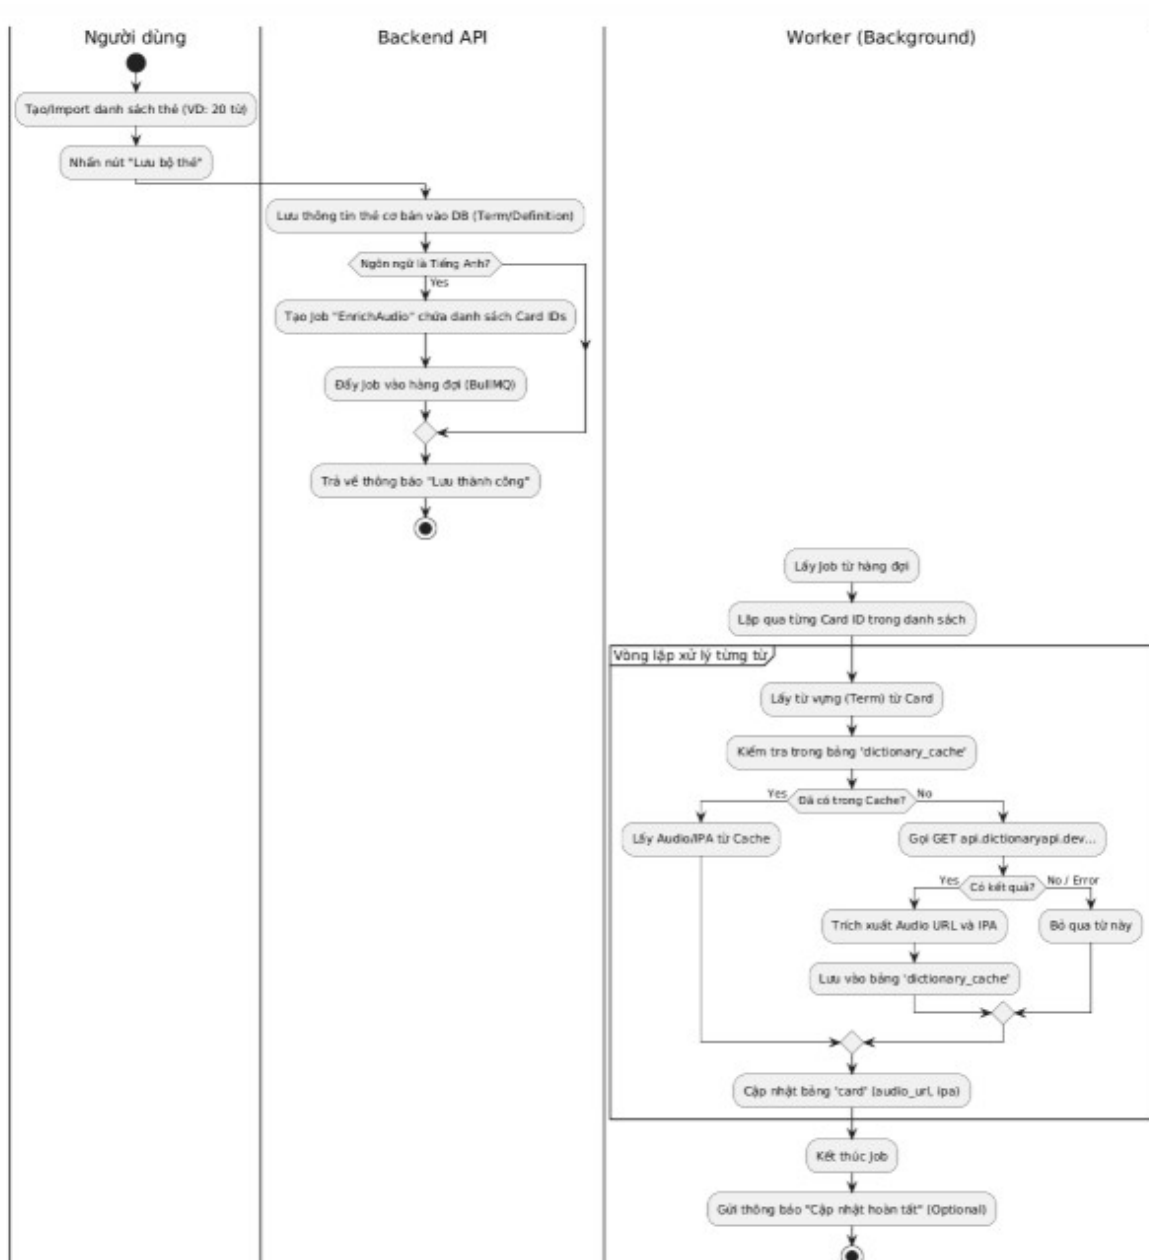 Người dùng
Backend API
Worker (Background)
Tạo/Import danh sách thẻ (VD: 20 từ)
Nhấn nút "Lưu bộ thẻ"
Lưu thông tin thẻ cơ bản vào DB (Term/Definition)
Ngôn ngữ là Tiếng Anh?
Yes
Tạo Job "EnrichAudio" chứa danh sách Card IDs
Đẩy Job vào hàng đợi (BullMQ)
Trả về thông báo "Lưu thành công"
Lấy Job từ hàng đợi
Lặp qua từng Card ID trong danh sách
Vòng lặp xử lý từng từ
Lấy từ vựng (Term) từ Card
Kiểm tra trong bảng 'dictionary_cache'
Yes
Đã có trong Cache?
No
Lấy Audio/IPA từ Cache
Gọi GET api.dictionaryapi.dev...
Yes
Có kết quả?
No / Error
Trích xuất Audio URL và IPA
Bỏ qua từ này
Lưu vào bảng 'dictionary_cache'
Cập nhật bảng 'card' (audio_url, ipa)
Kết thúc Job
Gửi thông báo "Cập nhật hoàn tất" (Optional)